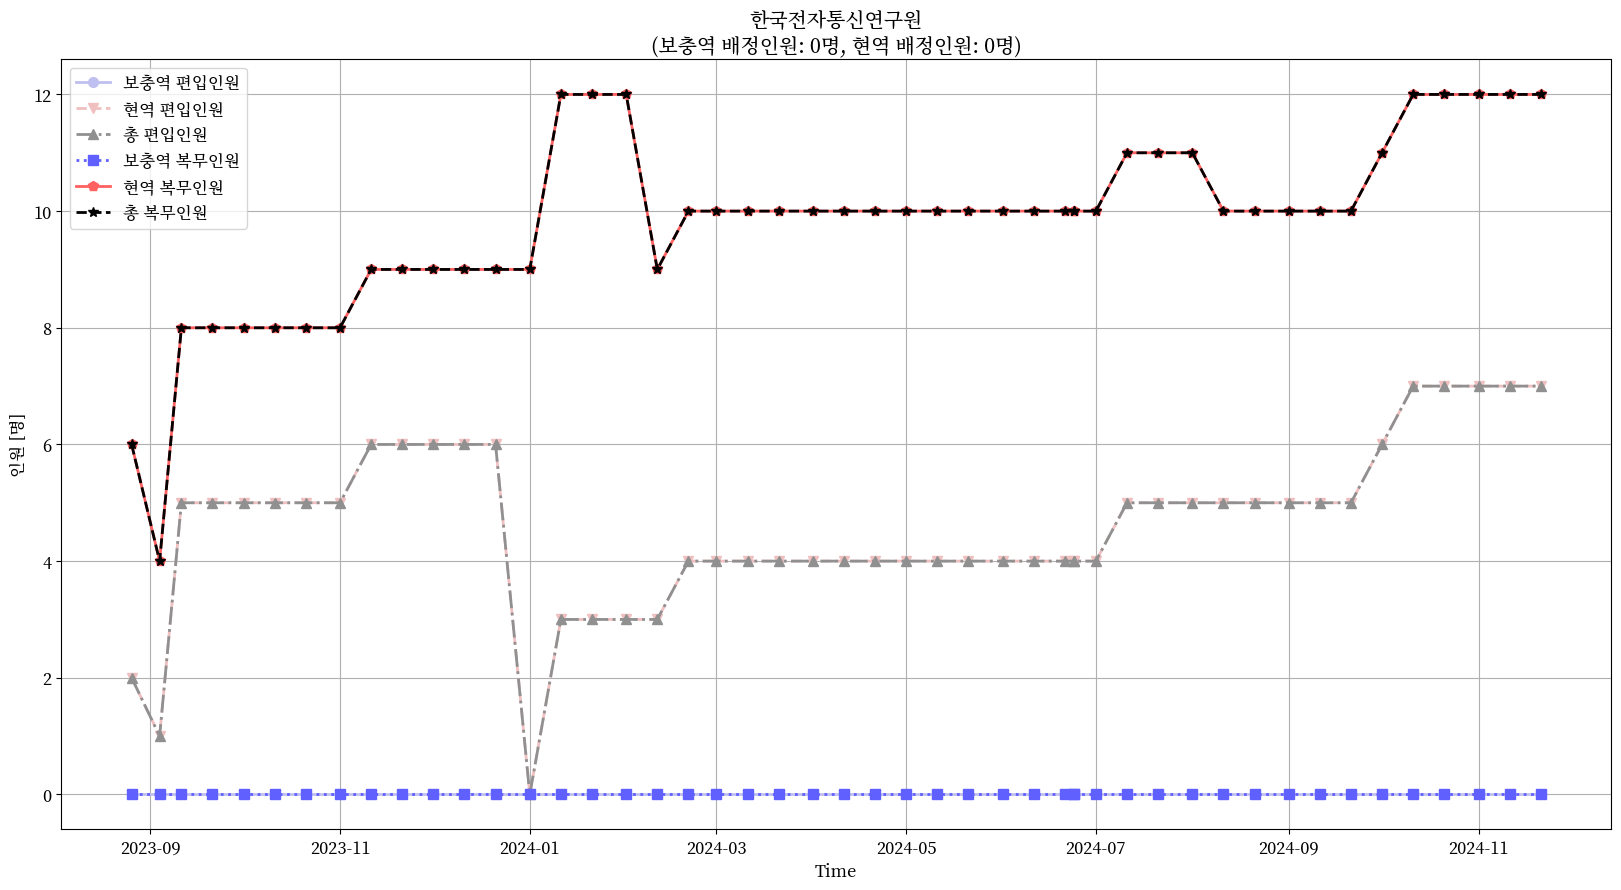 한국전자통신연구원
(보충역 배정인원: 0명, 현역 배정인원: 0명)
보충역 편입인원
현역 편입인원
총 편입인원
보충역 복무인원
현역 복무인원
총 복무인원
인원 [명]
12
10
8
6
4
2
0
2023-09
2023-11
2024-01
2024-03
2024-05
2024-07
2024-09
2024-11
Time